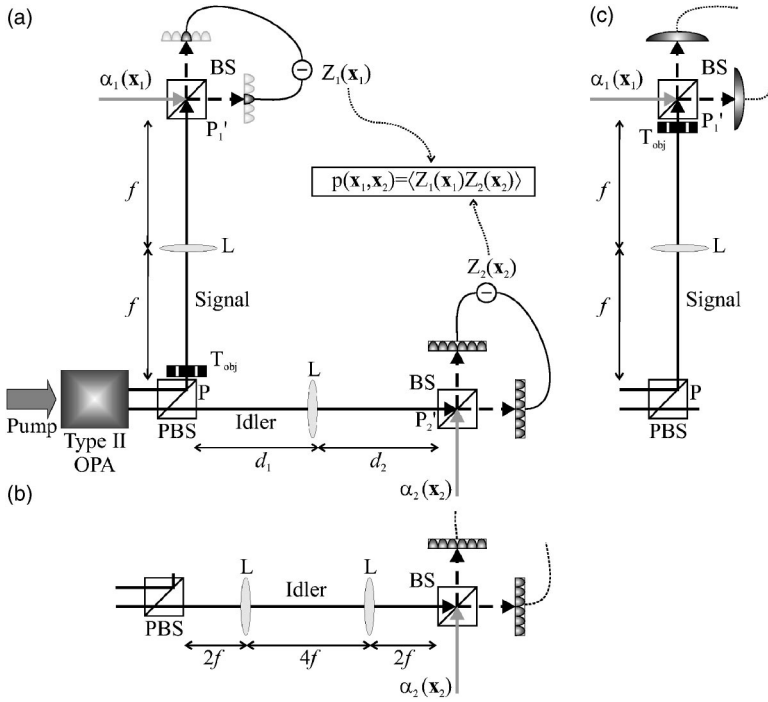 (a)
BS
α₁(x₁)
Z₁(x₁)
P₁'
p(x₁,x₂)=⟨Z₁(x₁)Z₂(x₂)⟩
f
L
f
Signal
Z₂(x₂)
−
−
T_obj
L
BS
P
P₂'
Pump
Type II
OPA
PBS
Idler
d₁
d₂
α₂(x₂)
(b)
L
Idler
L
BS
PBS
2f
4f
2f
α₂(x₂)
(c)
α₁(x₁)
BS
P₁'
T_obj
f
L
f
Signal
P
PBS